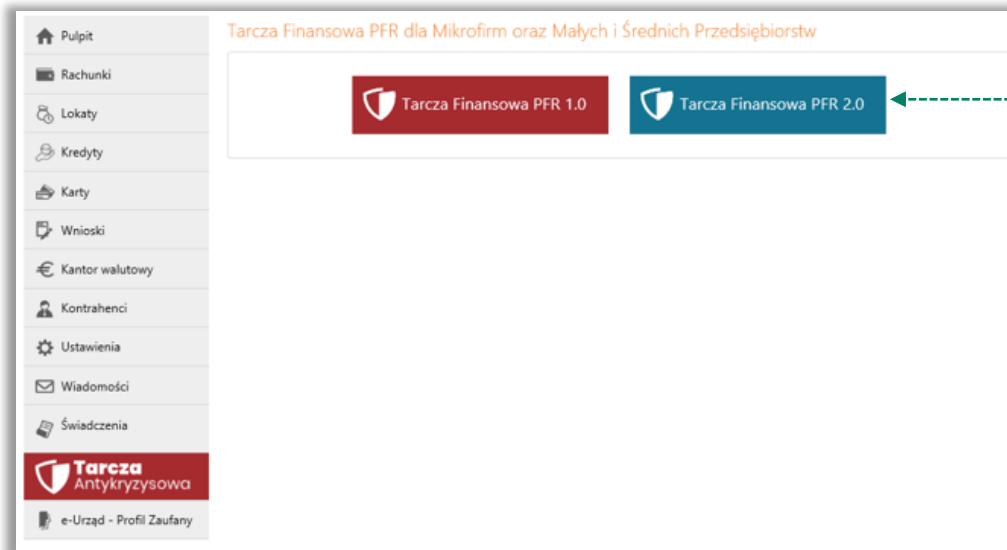 Tarcza Finansowa PFR dla Mikrofirm oraz Małych i Średnich Przedsiębiorstw
Tarcza Finansowa PFR 1.0
Tarcza Finansowa PFR 2.0
Pulpit
Rachunki
Lokaty
Kredyty
Karty
Wnioski
Kantor walutowy
Kontrahenci
Ustawienia
Wiadomości
Świadczenia
Tarcza
Antykryzysowa
e-Urząd - Profil Zaufany